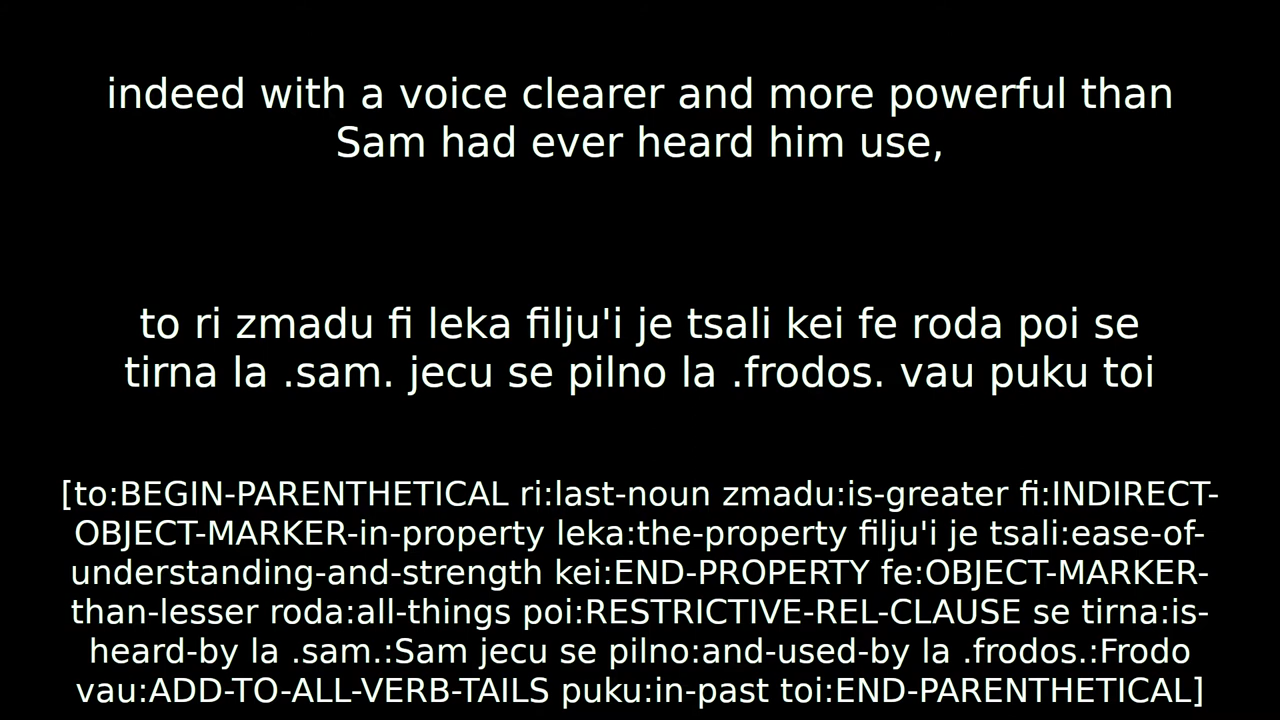 indeed with a voice clearer and more powerful than
Sam had ever heard him use,
to ri zmadu fi leka filju'i je tsali kei fe roda poi se
tirna la .sam. jecu se pilno la .frodos. vau puku toi
[to:BEGIN-PARENTHETICAL ri:last-noun zmadu:is-greater fi:INDIRECT-
OBJECT-MARKER-in-property leka:the-property filju'i je tsali:ease-of-
understanding-and-strength kei:END-PROPERTY fe:OBJECT-MARKER-
than-lesser roda:all-things poi:RESTRICTIVE-REL-CLAUSE se tirna:is-
heard-by la .sam.:Sam jecu se pilno:and-used-by la .frodos.:Frodo
vau:ADD-TO-ALL-VERB-TAILS puku:in-past toi:END-PARENTHETICAL]